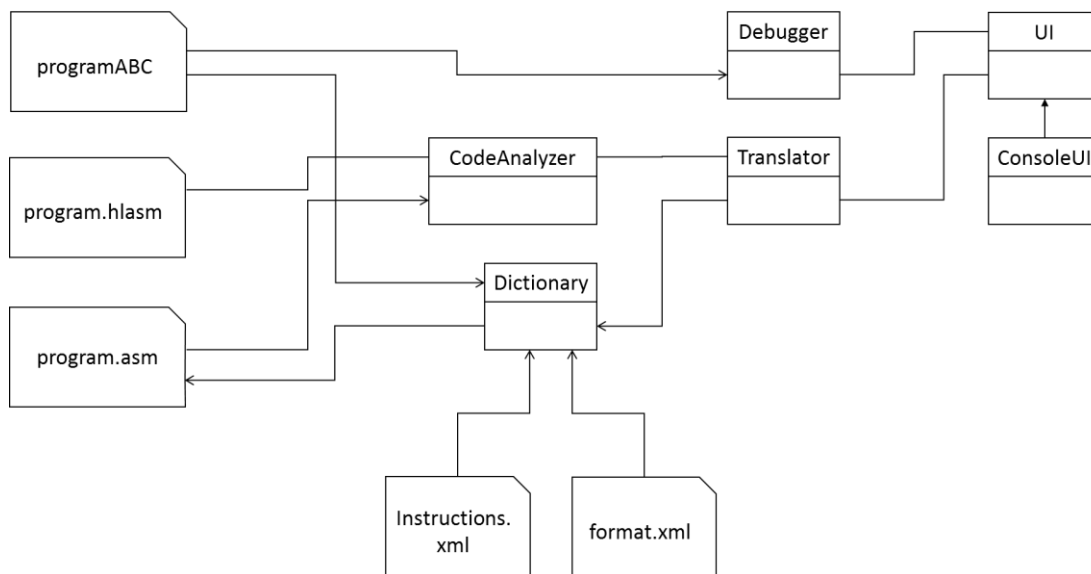 programABC
Debugger
UI
program.hlasm
CodeAnalyzer
Translator
ConsoleUI
program.asm
Dictionary
Instructions.
xml
format.xml